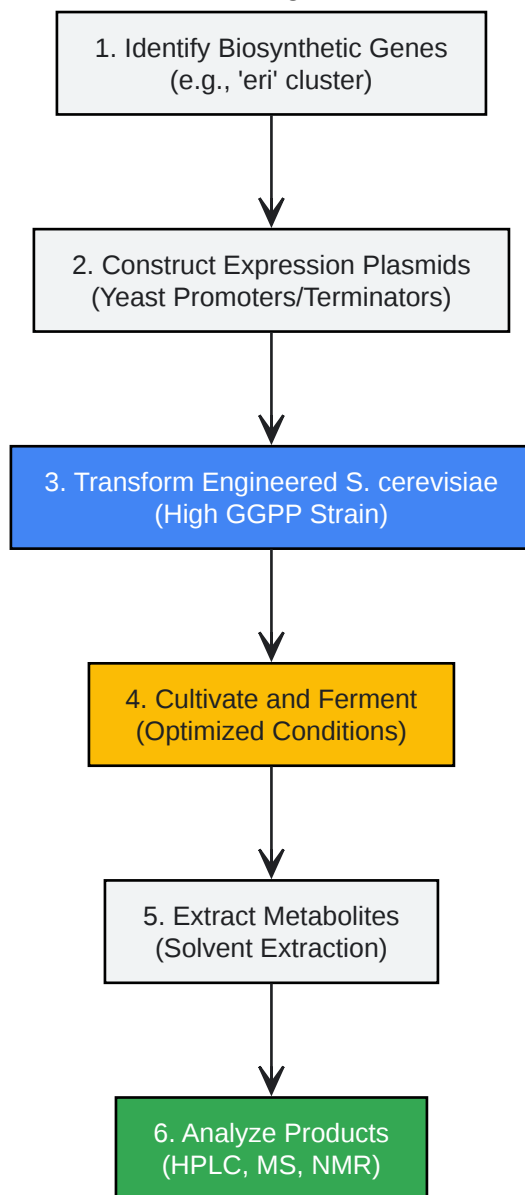 1. Identify Biosynthetic Genes
(e.g., 'eri' cluster)
2. Construct Expression Plasmids
(Yeast Promoters/Terminators)
3. Transform Engineered S. cerevisiae
(High GGPP Strain)
4. Cultivate and Ferment
(Optimized Conditions)
5. Extract Metabolites
(Solvent Extraction)
6. Analyze Products
(HPLC, MS, NMR)